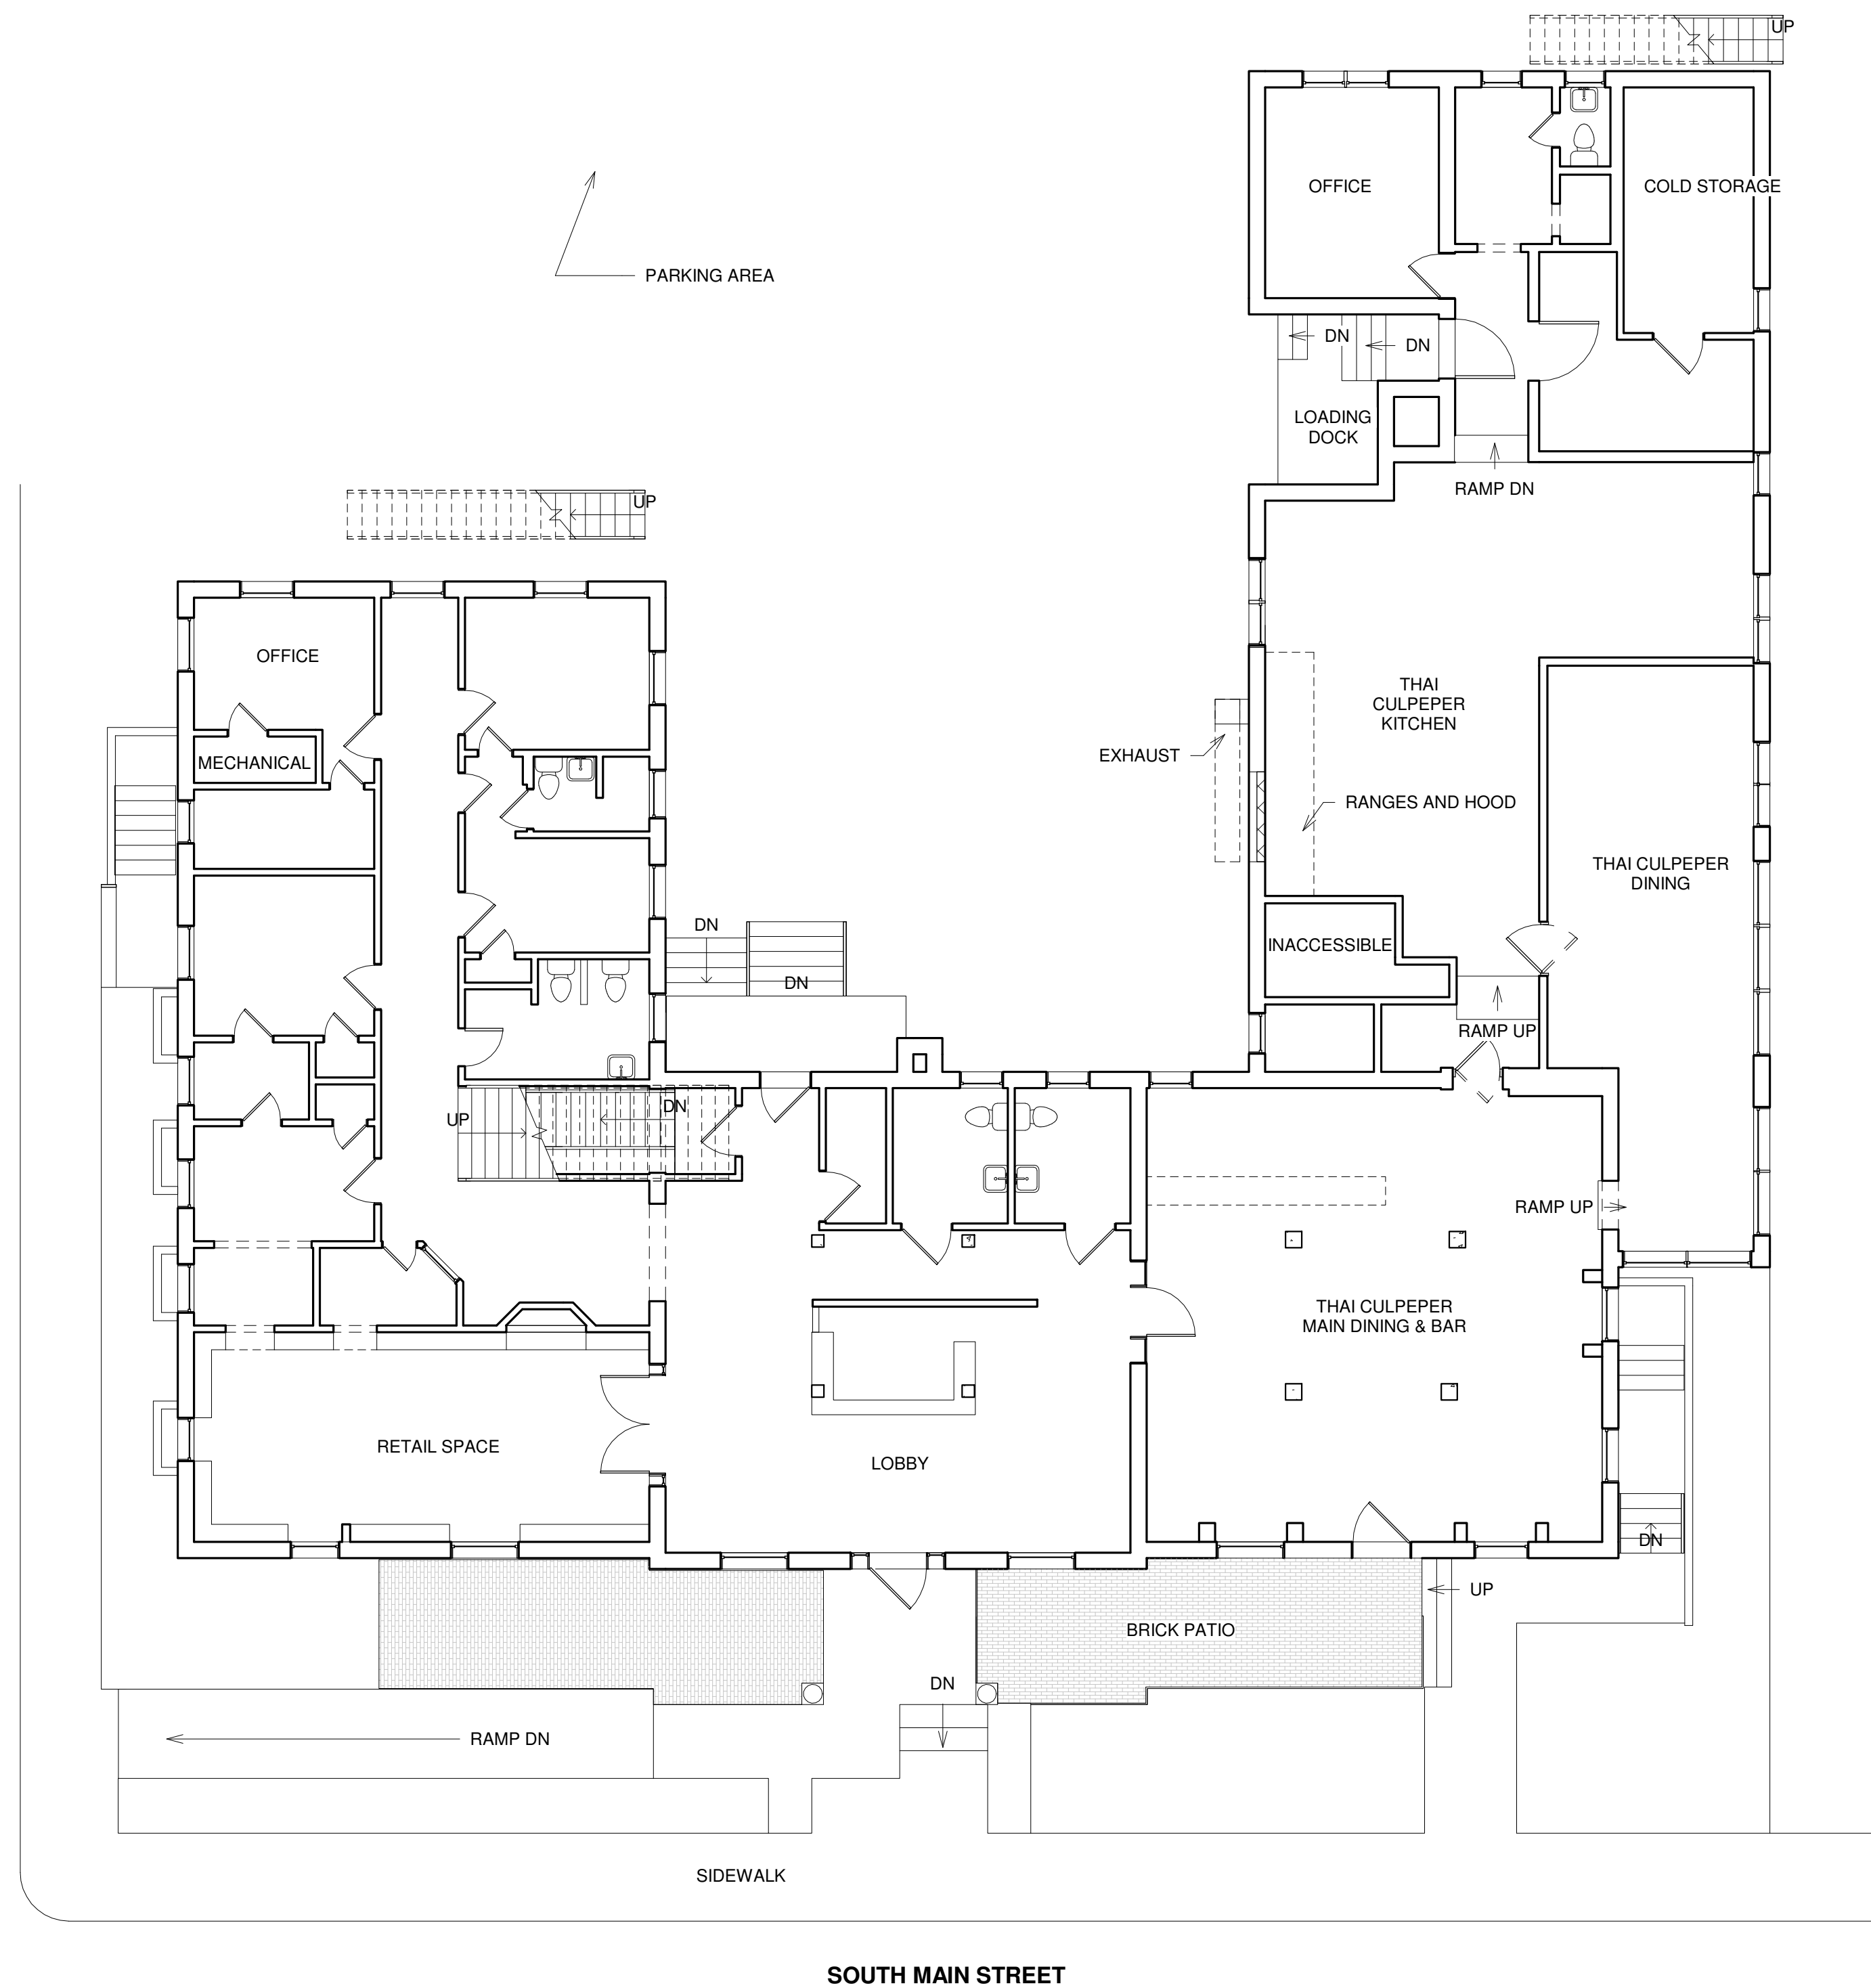 UP
OFFICE
COLD STORAGE
PARKING AREA
DN
DN
LOADING
DOCK
RAMP DN
UP
OFFICE
MECHANICAL
THAI
CULPEPER
KITCHEN
EXHAUST
RANGES AND HOOD
THAI CULPEPER
DINING
DN
DN
INACCESSIBLE
RAMP UP
UP
DN
RAMP UP
THAI CULPEPER
MAIN DINING & BAR
RETAIL SPACE
LOBBY
DN
UP
BRICK PATIO
DN
RAMP DN
SIDEWALK
SOUTH MAIN STREET